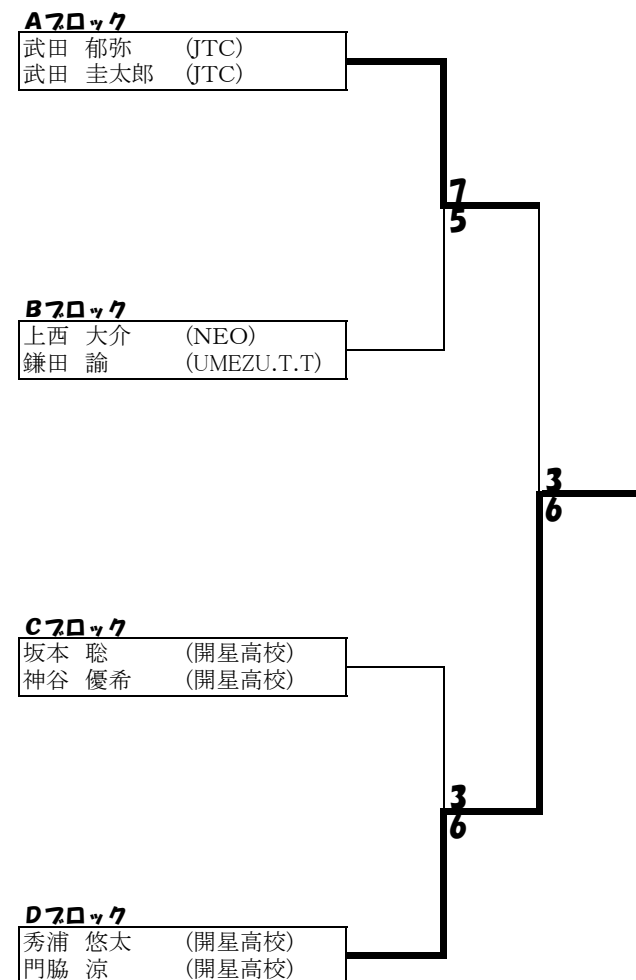 Aブロック
武田 郁弥 (JTC)
武田 圭太郎 (JTC)
7
5
Bブロック
上西 大介 (NEO)
鎌田 諭 (UMEZU.T.T)
3
6
Cブロック
坂本 聡 (開星高校)
神谷 優希 (開星高校)
3
6
Dブロック
秀浦 悠太 (開星高校)
門脇 涼 (開星高校)